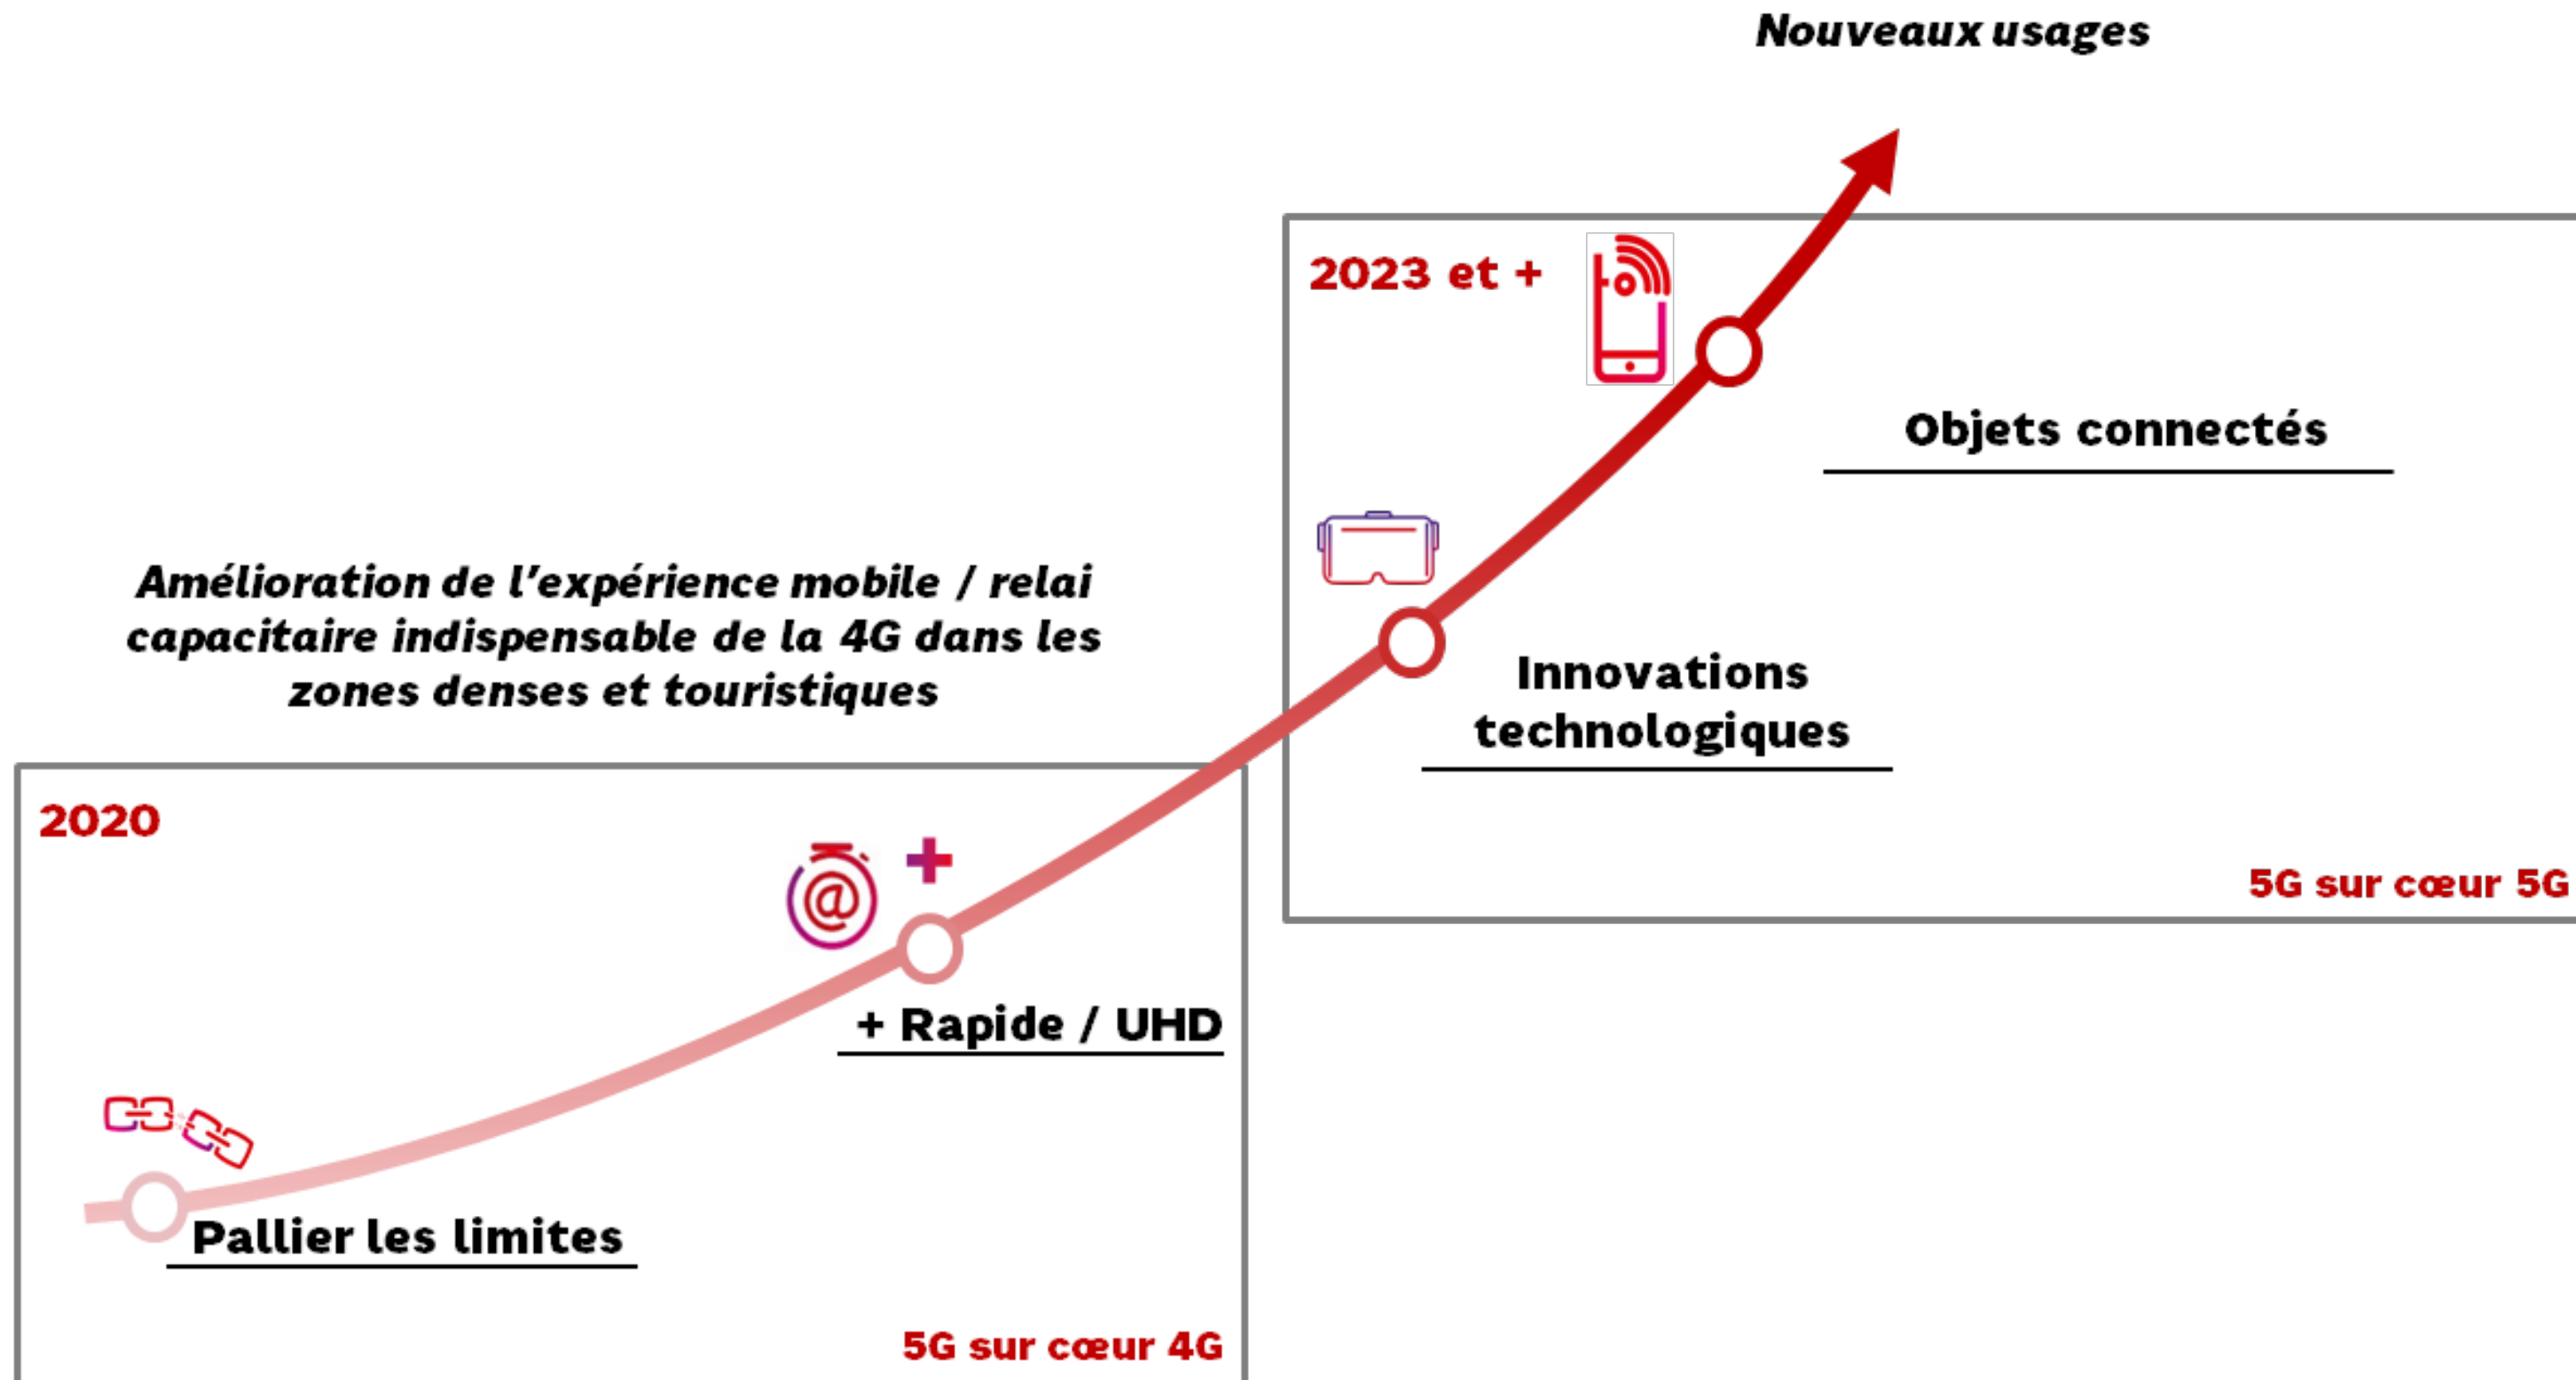 Nouveaux usages
2023 et +
Objets connectés
Amélioration de l'expérience mobile / relai
capacitaire indispensable de la 4G dans les
zones denses et touristiques
Innovations
technologiques
5G sur cœur 5G
2020
@ +
+ Rapide / UHD
Pallier les limites
5G sur cœur 4G